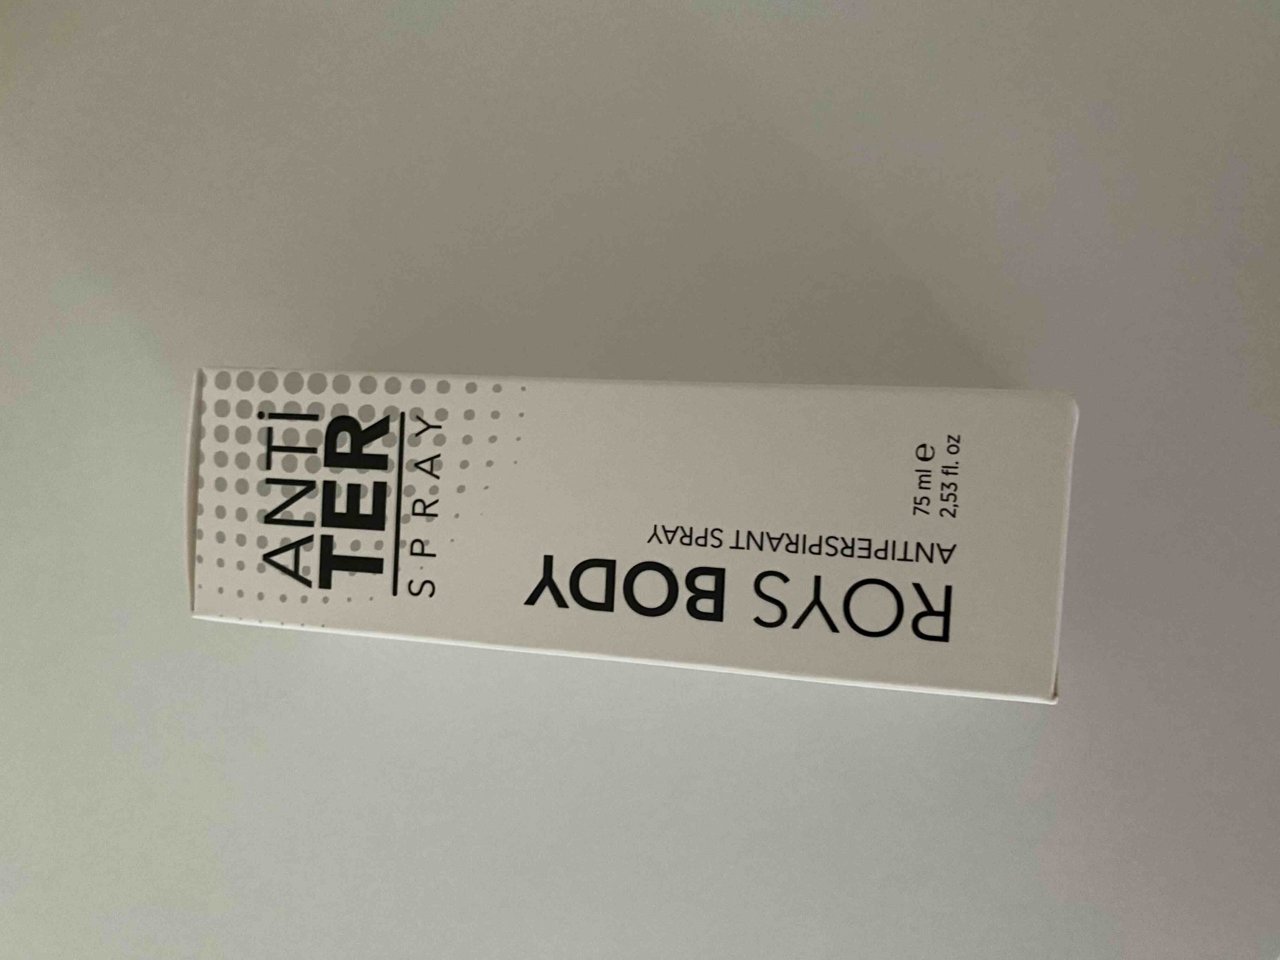 ANTİ
TER
SPRAY
ROYS BODY
ANTIPERSPIRANT SPRAY
75 ml e
2,53 fl. oz